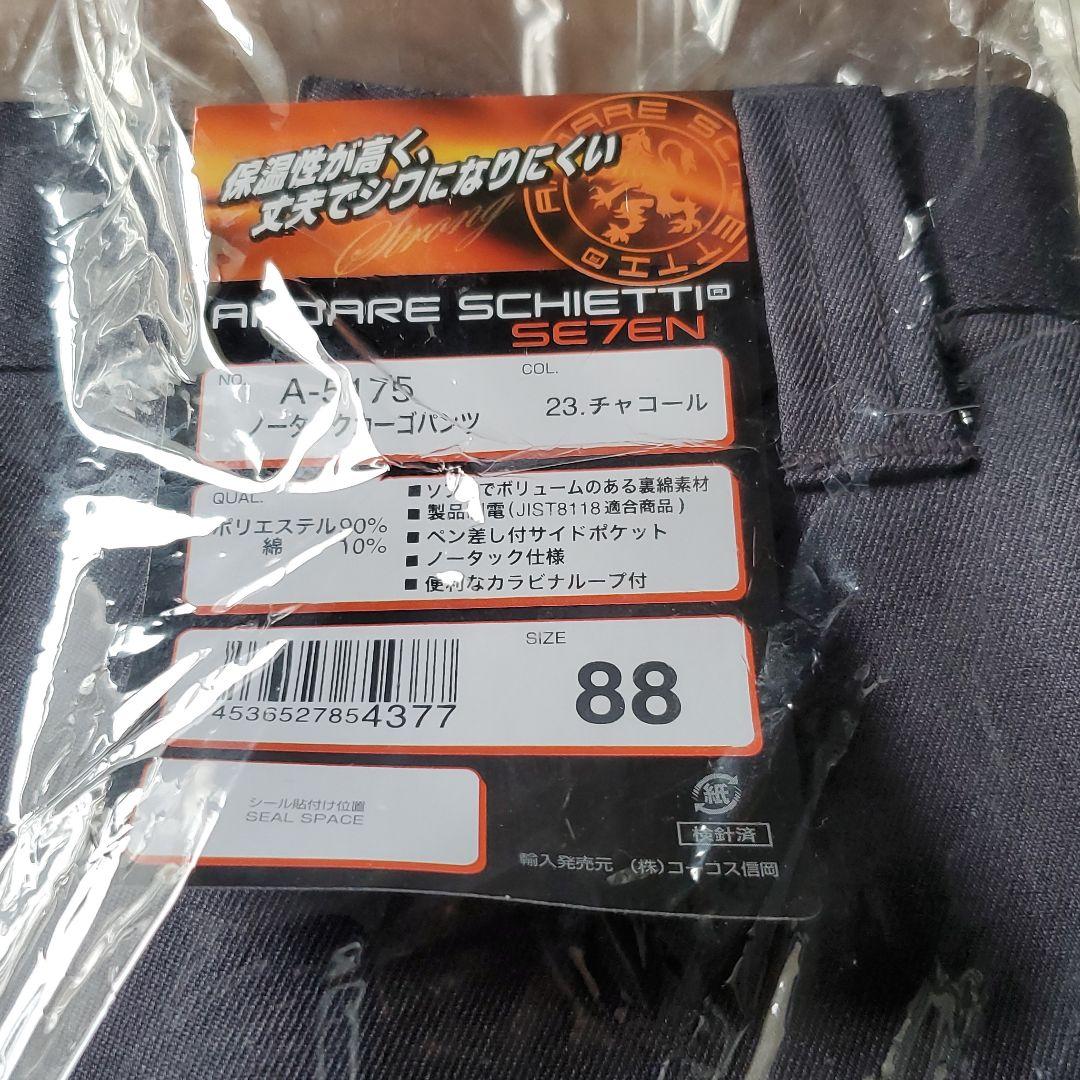 保温性が高く、
丈夫でシワになりにくい
Strong
ANDARE SCHIETTI
ANDARE SCHIETTI®
SE7EN
NO. A-5175
ノータックカーゴパンツ
COL.
23.チャコール
QUAL.
ポリエステル90%
綿 10%
■ ソフトでボリュームのある裏綿素材
■ 製品制電(JIST8118適合商品)
■ ペン差し付サイドポケット
■ ノータック仕様
■ 便利なカラビナループ付
4536527854377
SIZE
88
シール貼付け位置
SEAL SPACE
紙
検針済
輸入発売元 (株)コーコス信岡